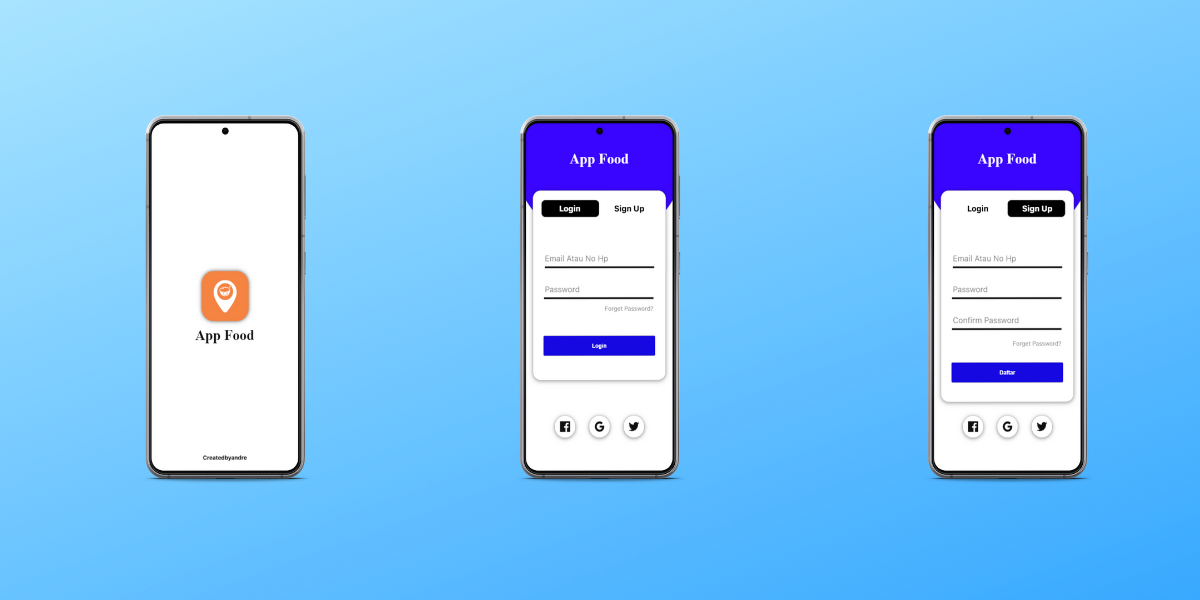 App Food
Createdbyandre
App Food
Login Sign Up
Email Atau No Hp
Password
Forget Password?
Login
App Food
Login Sign Up
Email Atau No Hp
Password
Confirm Password
Forget Password?
Daftar